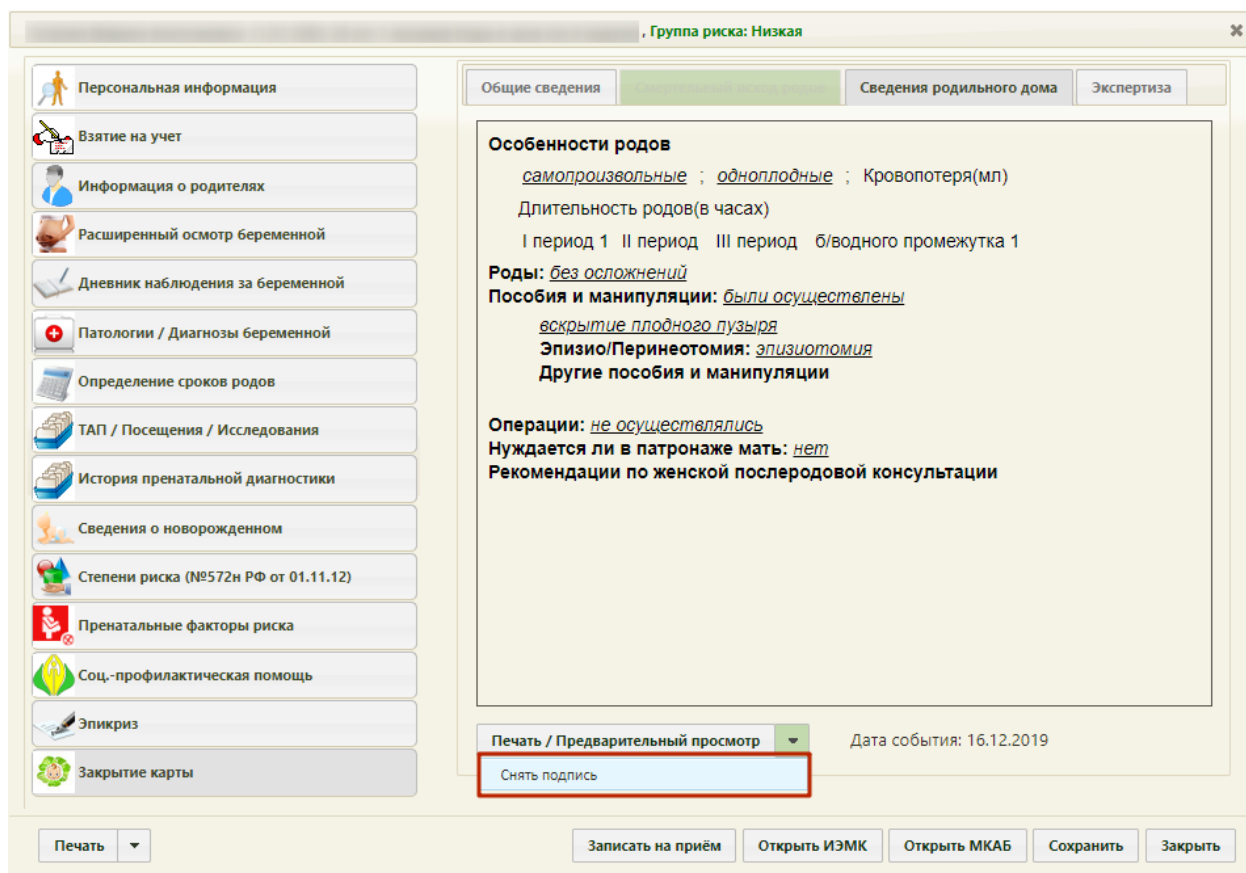 , Группа риска: Низкая
Персональная информация
Взятие на учет
Информация о родителях
Расширенный осмотр беременной
Дневник наблюдения за беременной
Патологии / Диагнозы беременной
Определение сроков родов
ТАП / Посещения / Исследования
История пренатальной диагностики
Сведения о новорожденном
Степени риска (№572н РФ от 01.11.12)
Пренатальные факторы риска
Соц.-профилактическая помощь
Эпикриз
Закрытие карты
Общие сведения Смертельный исход родов Сведения родильного дома Экспертиза
Особенности родов
самопроизвольные ; одноплодные ; Кровопотеря(мл)
Длительность родов(в часах)
I период 1 II период III период б/водного промежутка 1
Роды: без осложнений
Пособия и манипуляции: были осуществлены
вскрытие плодного пузыря
Эпизио/Перинеотомия: эпизиотомия
Другие пособия и манипуляции
Операции: не осуществлялись
Нуждается ли в патронаже мать: нет
Рекомендации по женской послеродовой консультации
Печать / Предварительный просмотр Дата события: 16.12.2019
Снять подпись
Печать Записать на приём Открыть ИЭМК Открыть МКАБ Сохранить Закрыть